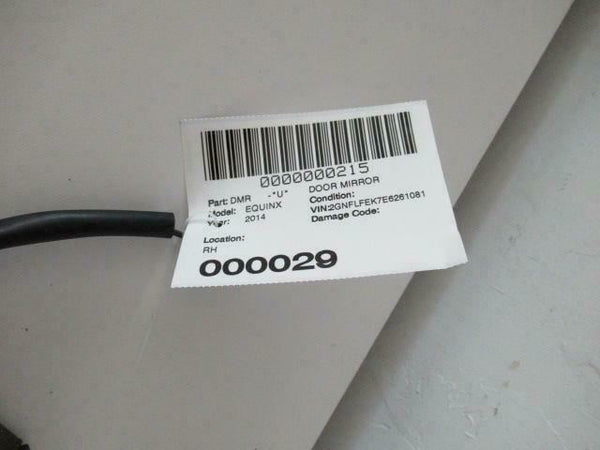 0000000215
Part: DMR -"U" DOOR MIRROR
Model: EQUINX Condition:
Year: 2014 VIN:2GNFLFEK7E6261081
Damage Code:
Location:
RH
000029